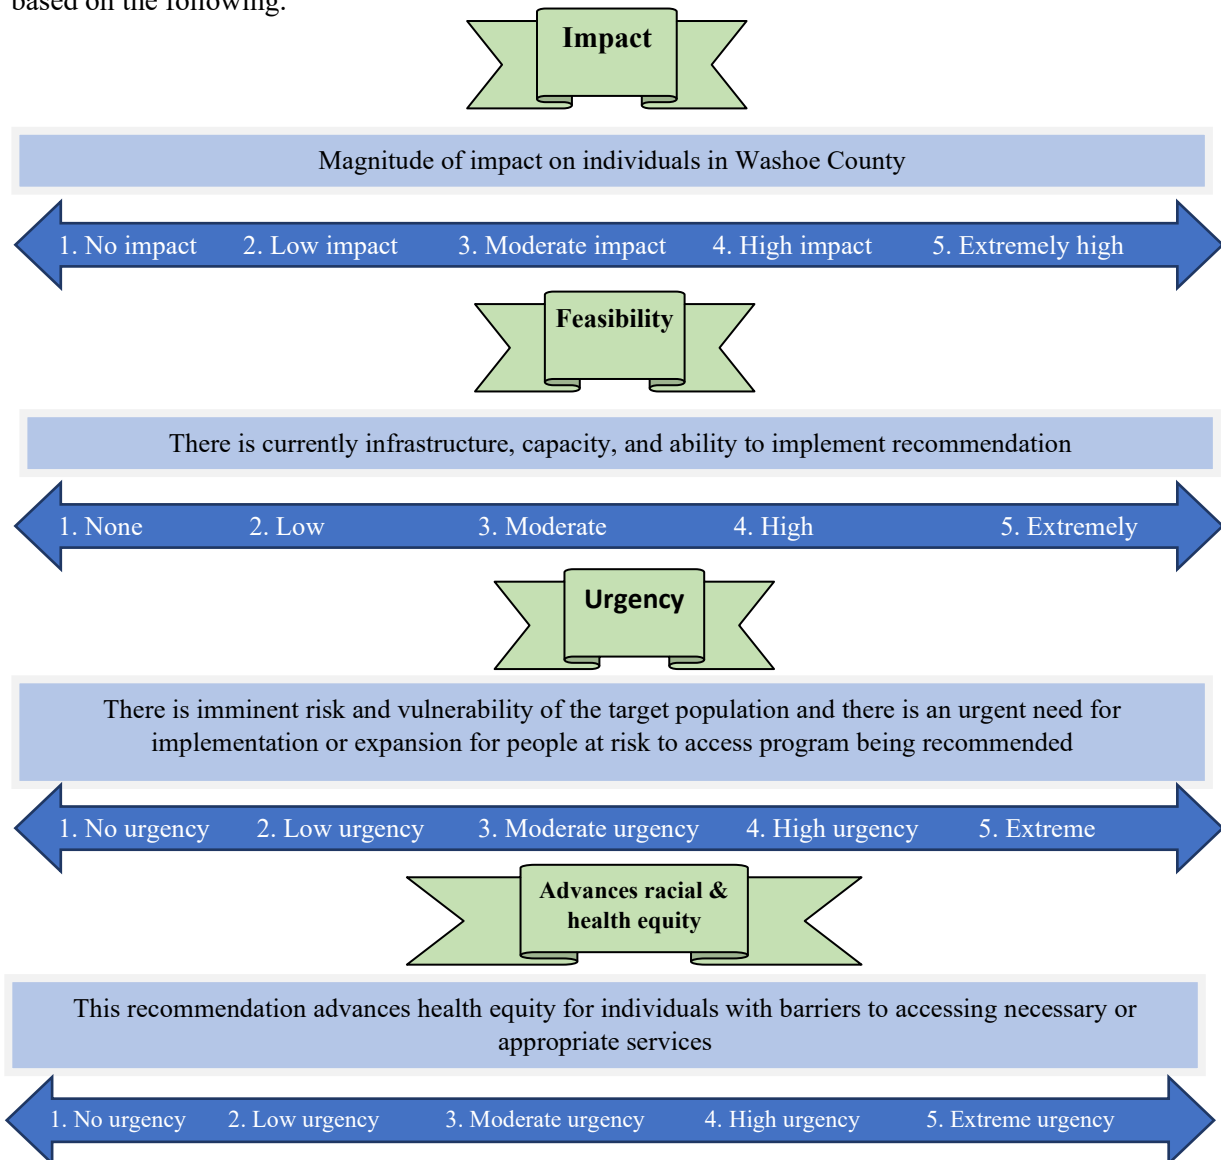 based on the following:
Impact
Magnitude of impact on individuals in Washoe County
1. No impact 2. Low impact 3. Moderate impact 4. High impact 5. Extremely high
Feasibility
There is currently infrastructure, capacity, and ability to implement recommendation
1. None 2. Low 3. Moderate 4. High 5. Extremely
Urgency
There is imminent risk and vulnerability of the target population and there is an urgent need for
implementation or expansion for people at risk to access program being recommended
1. No urgency 2. Low urgency 3. Moderate urgency 4. High urgency 5. Extreme
Advances racial &
health equity
This recommendation advances health equity for individuals with barriers to accessing necessary or
appropriate services
1. No urgency 2. Low urgency 3. Moderate urgency 4. High urgency 5. Extreme urgency